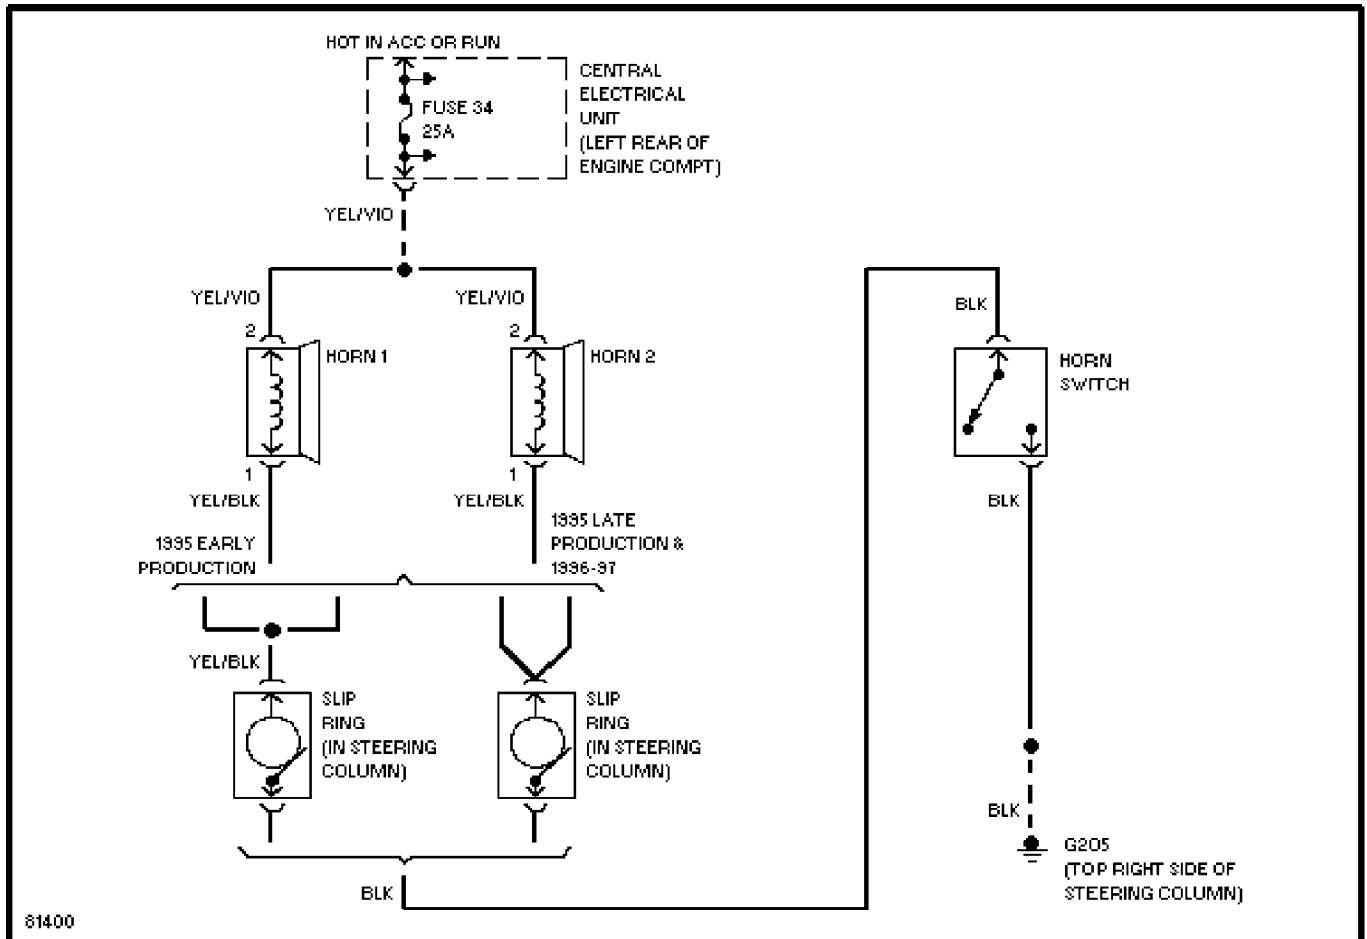 HOT IN ACC OR RUN
CENTRAL
ELECTRICAL
UNIT
(LEFT REAR OF
ENGINE COMPT)
FUSE 34
25A
YEL/VIO
YEL/VIO
YEL/VIO
BLK
2
2
HORN 1
HORN 2
HORN
SWITCH
1
1
YEL/BLK
YEL/BLK
BLK
1995 EARLY
PRODUCTION
1995 LATE
PRODUCTION &
1996-97
YEL/BLK
SLIP
RING
(IN STEERING
COLUMN)
SLIP
RING
(IN STEERING
COLUMN)
BLK
G205
(TOP RIGHT SIDE OF
STEERING COLUMN)
BLK
81400